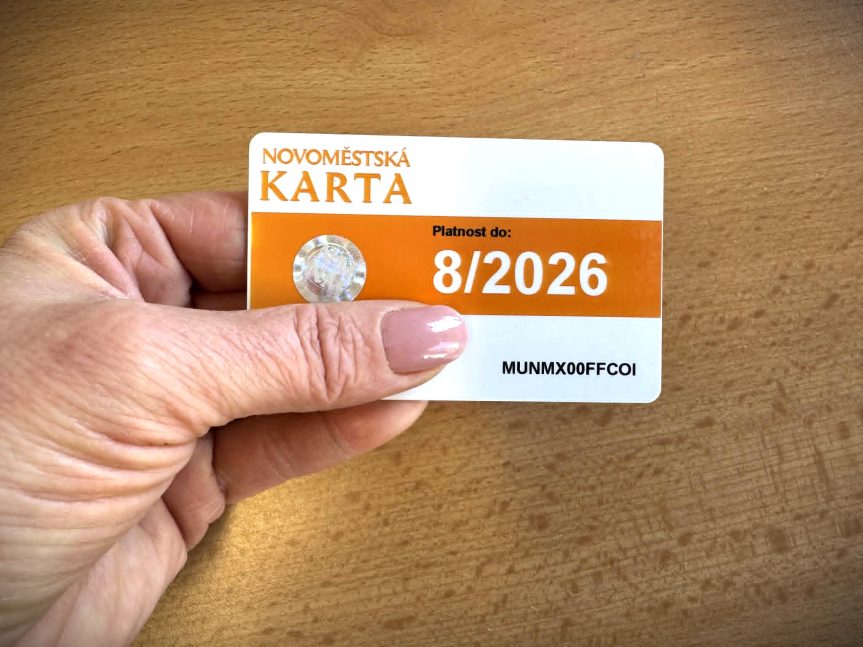 NOVOMĚSTSKÁ
KARTA
Platnost do:
8/2026
MUNMX00FFCOI